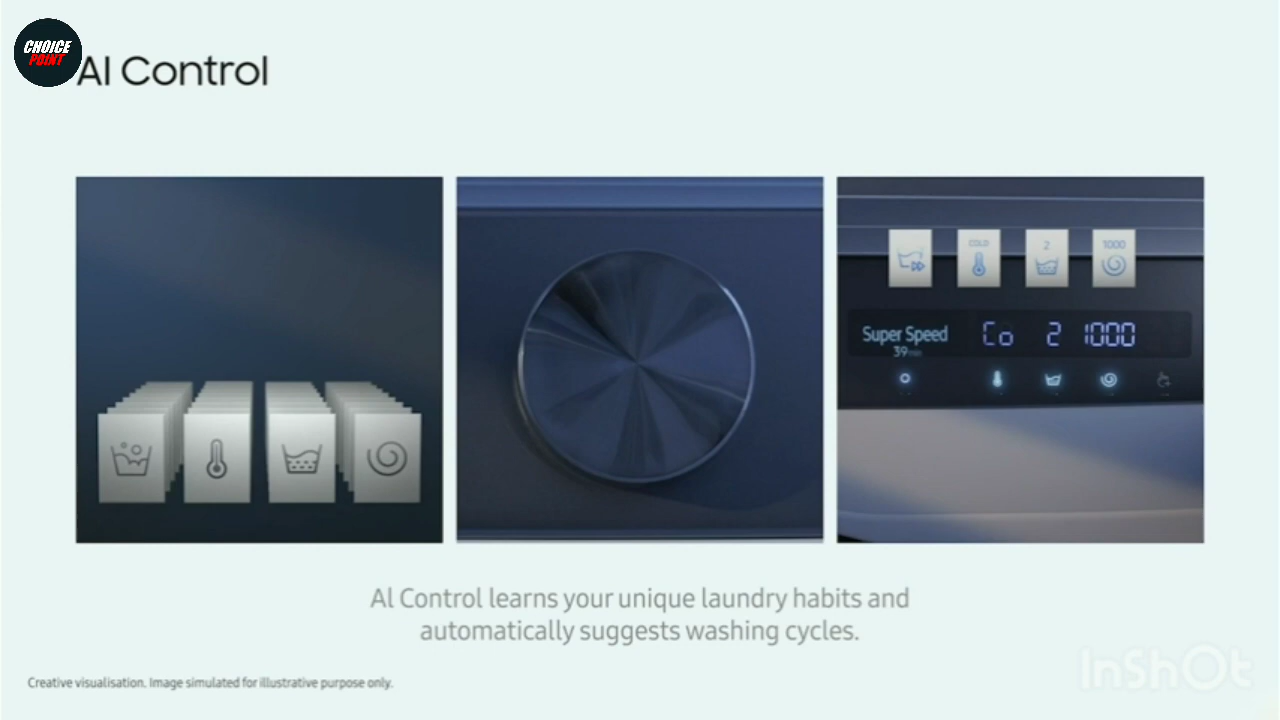 CHOICE
POINT
AI Control
COLD
2
1000
Super Speed
39min
Co 2 1000
AI Control learns your unique laundry habits and
automatically suggests washing cycles.
Creative visualisation. Image simulated for illustrative purpose only.
InShOt